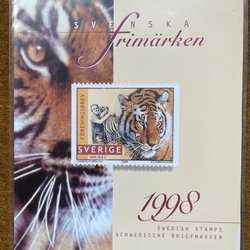 SVENSKA
frimärken
FÖRENINGSBREV
SVERIGE
1998
SWEDISH STAMPS
SCHWEDISCHE BRIEFMARKEN